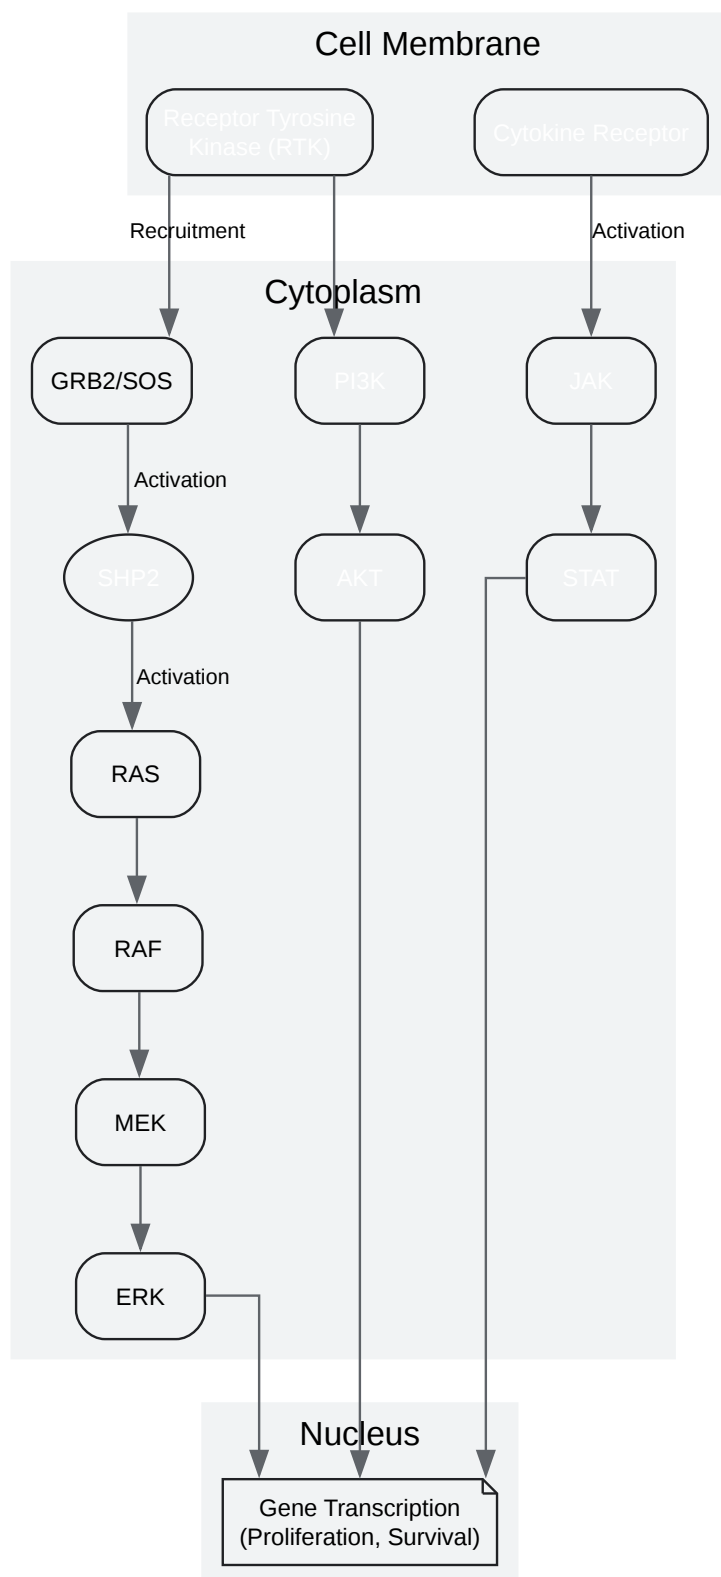 Cell Membrane
Receptor Tyrosine
Kinase (RTK)
Cytokine Receptor
Recruitment
Activation
Cytoplasm
GRB2/SOS
PI3K
JAK
Activation
SHP2
AKT
STAT
Activation
RAS
RAF
MEK
ERK
Nucleus
Gene Transcription
(Proliferation, Survival)